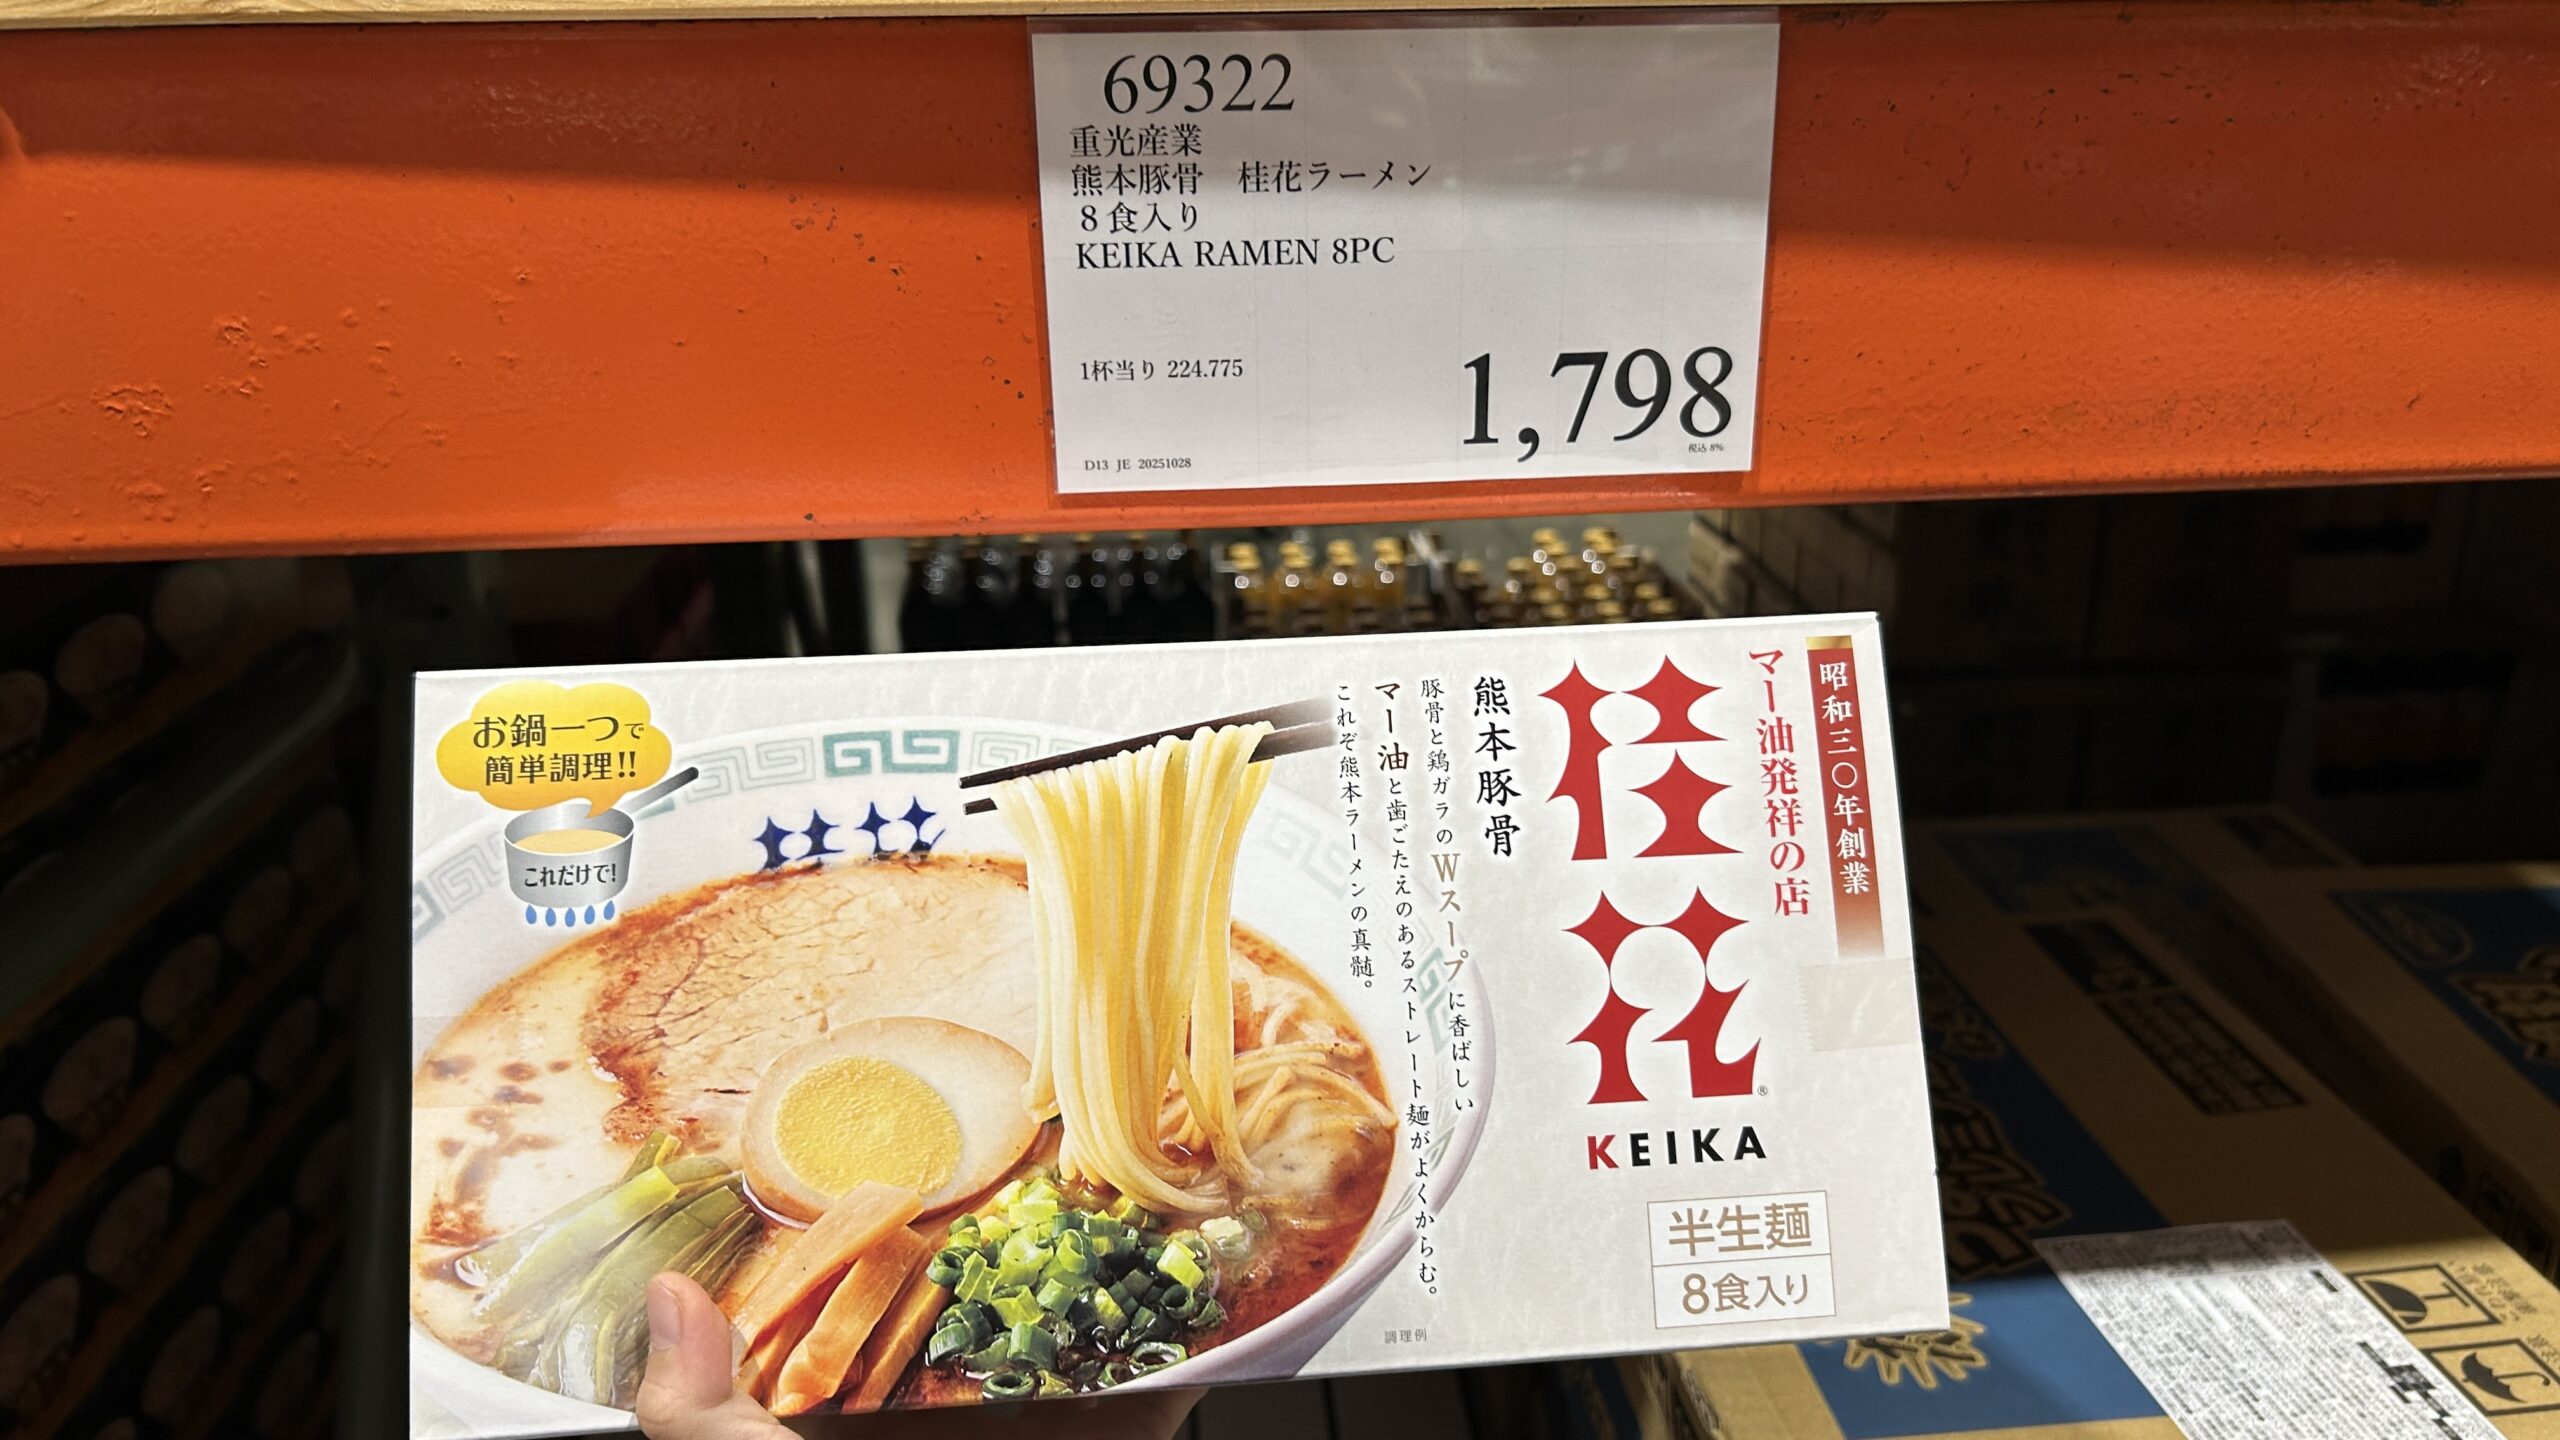 69322
重光産業
熊本豚骨　桂花ラーメン
８食入り
KEIKA RAMEN 8PC
1杯当り 224.775
1,798
税込 8%
D13 JE 20251028
お鍋一つで
簡単調理!!
これだけで!
桂花
昭和三〇年創業
マー油発祥の店
桂花®
KEIKA
熊本豚骨
豚骨と鶏ガラのWスープに香ばしい
マー油と歯ごたえのあるストレート麺がよくからむ。
これぞ熊本ラーメンの真髄。
半生麺
8食入り
調理例